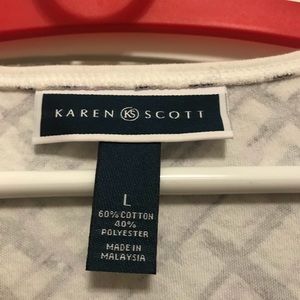 KAREN KS SCOTT
L
60% COTTON
40%
POLYESTER
MADE IN
MALAYSIA